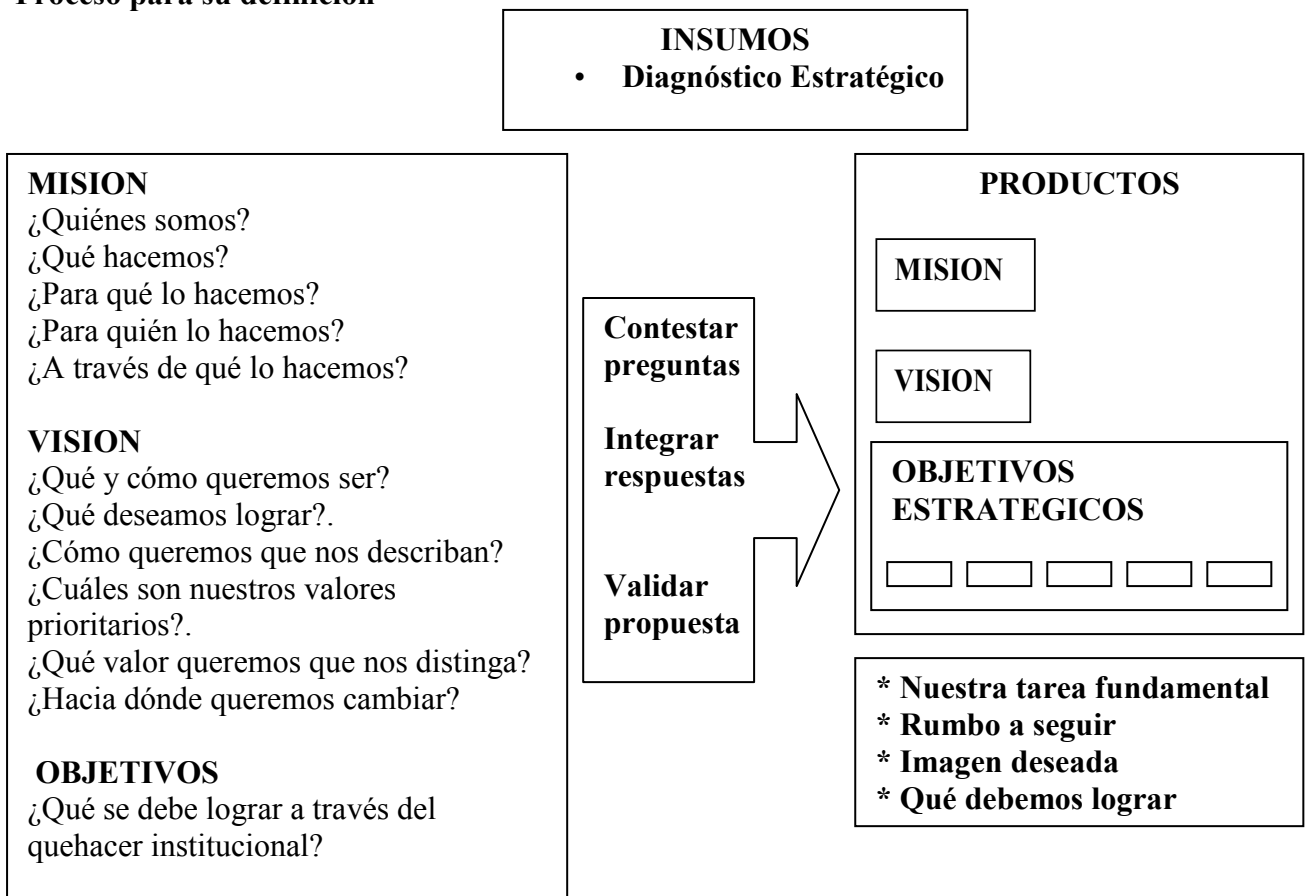 Proceso para su definición
INSUMOS
• Diagnóstico Estratégico
MISION
¿Quiénes somos?
¿Qué hacemos?
¿Para qué lo hacemos?
¿Para quién lo hacemos?
¿A través de qué lo hacemos?
VISION
¿Qué y cómo queremos ser?
¿Qué deseamos lograr?.
¿Cómo queremos que nos describan?
¿Cuáles son nuestros valores
prioritarios?.
¿Qué valor queremos que nos distinga?
¿Hacia dónde queremos cambiar?
OBJETIVOS
¿Qué se debe lograr a través del
quehacer institucional?
Contestar
preguntas
Integrar
respuestas
Validar
propuesta
PRODUCTOS
MISION
VISION
OBJETIVOS
ESTRATEGICOS
* Nuestra tarea fundamental
* Rumbo a seguir
* Imagen deseada
* Qué debemos lograr